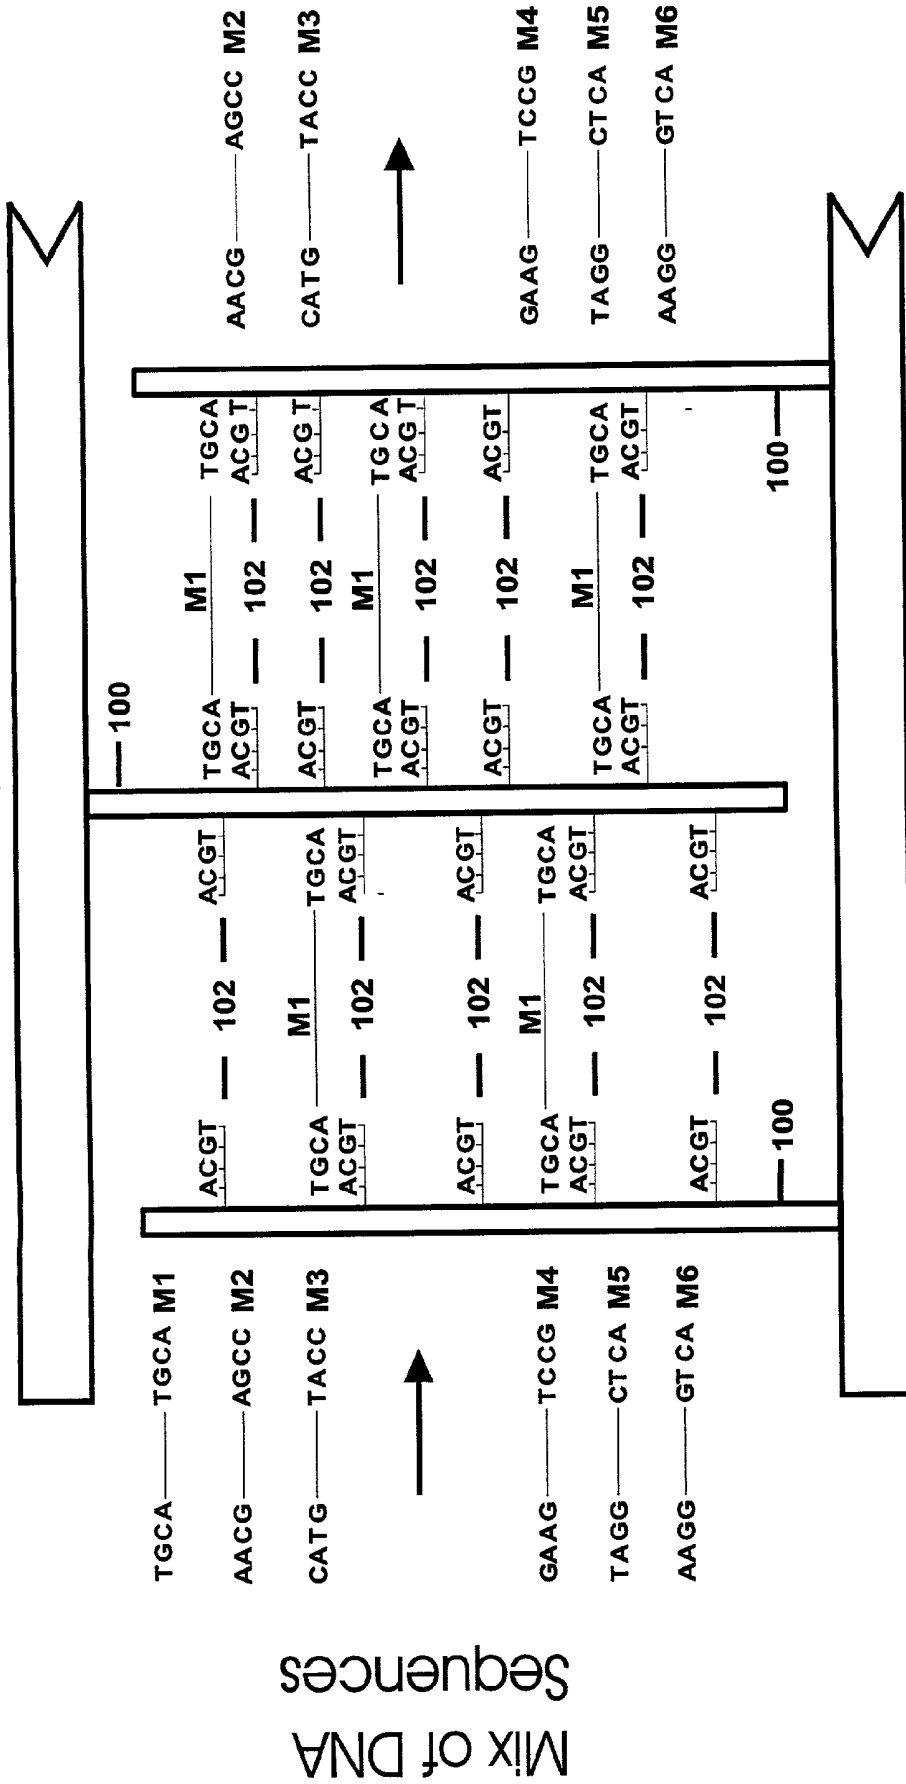 Mix of DNA
Sequences
TGCA TGCA M1
AACG AGCC M2
CATG TACC M3
GAAG TCCG M4
TAGG CTCA M5
AAGG GTCA M6
ACGT 102 ACGT
M1
TGCA TGCA
ACGT 102 ACGT
ACGT 102 ACGT
M1
TGCA TGCA
ACGT 102 ACGT
ACGT 102 ACGT
100
100
M1
TGCA TGCA
ACGT 102 ACGT
ACGT 102 ACGT
M1
TGCA TGCA
ACGT 102 ACGT
ACGT 102 ACGT
M1
TGCA TGCA
ACGT 102 ACGT
100
AACG AGCC M2
CATG TACC M3
GAAG TCCG M4
TAGG CTCA M5
AAGG GTCA M6